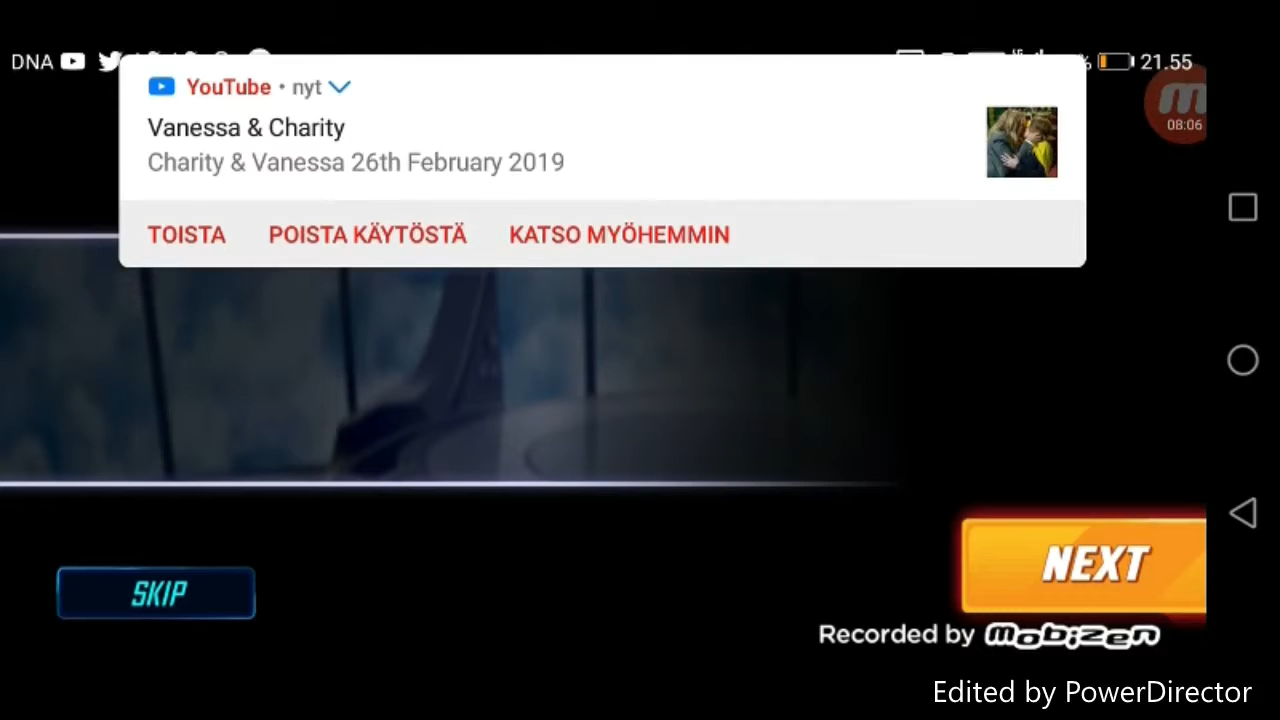 DNA
% 21.55
YouTube • nyt
Vanessa & Charity
Charity & Vanessa 26th February 2019
08:06
TOISTA POISTA KÄYTÖSTÄ KATSO MYÖHEMMIN
NEXT
SKIP
Recorded by mobizen
Edited by PowerDirector